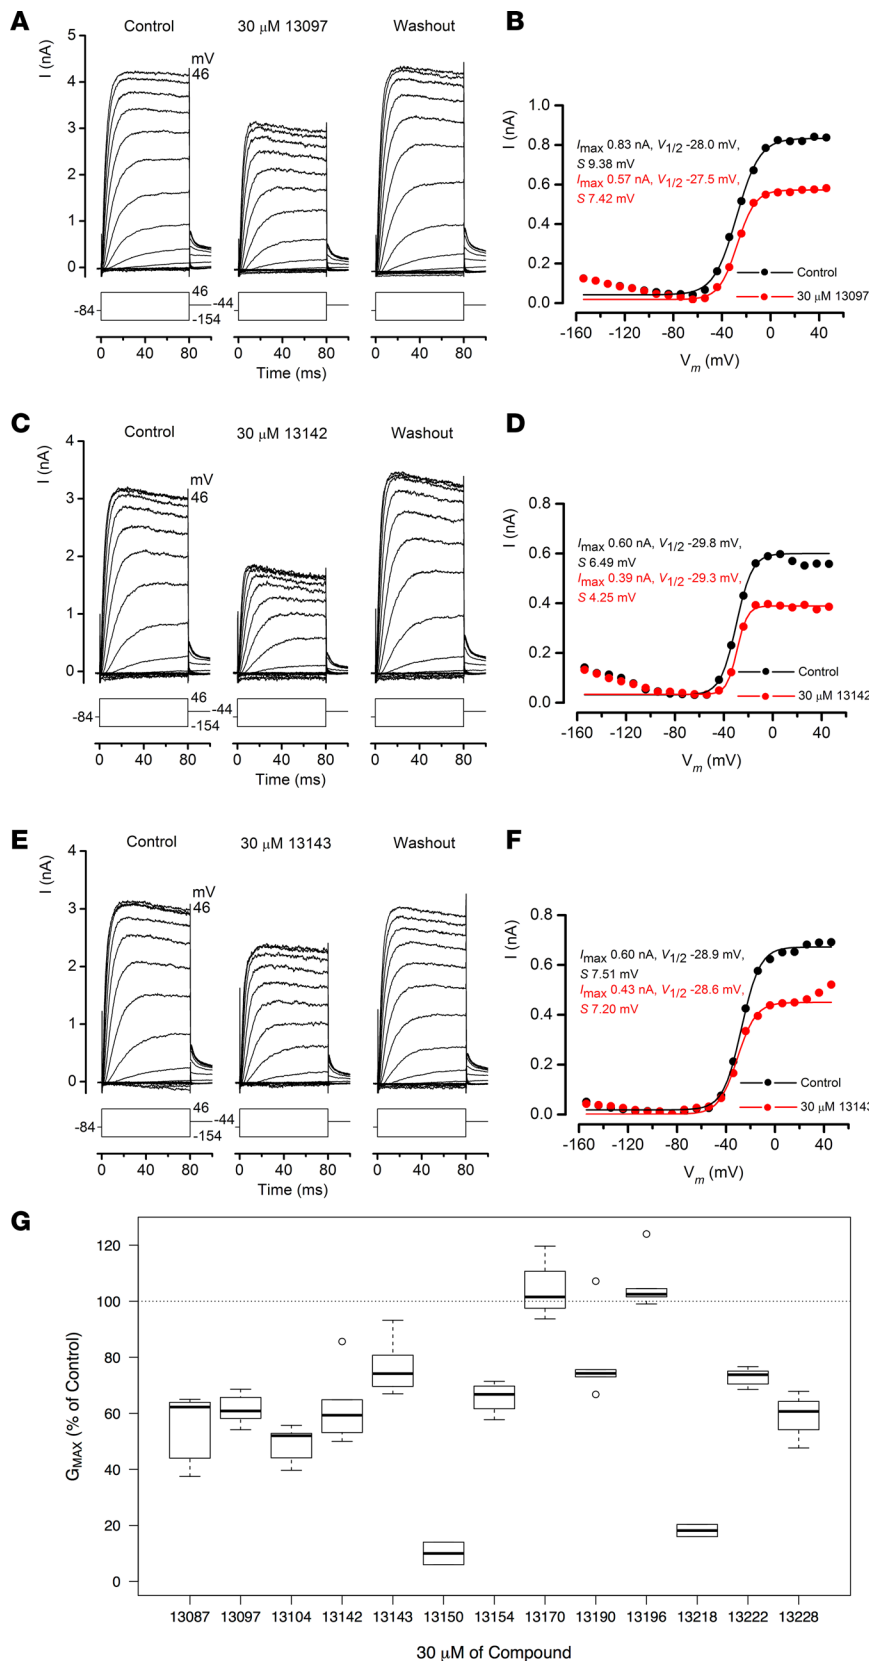 A
Control
30 μM 13097
Washout
I (nA)
5
4
3
2
1
0
mV
46
-84
46
-44
-154
0 40 80 0 40 80 0 40 80
Time (ms)
B
I (nA)
1.0
0.8
0.6
0.4
0.2
0.0
Imax 0.83 nA, V1/2 -28.0 mV,
S 9.38 mV
Imax 0.57 nA, V1/2 -27.5 mV,
S 7.42 mV
Control
30 μM 13097
-160 -120 -80 -40 0 40
Vm (mV)
C
Control
30 μM 13142
Washout
I (nA)
4
3
2
1
0
mV
46
-84
46
-44
-154
0 40 80 0 40 80 0 40 80
Time (ms)
D
I (nA)
0.8
0.6
0.4
0.2
0.0
Imax 0.60 nA, V1/2 -29.8 mV,
S 6.49 mV
Imax 0.39 nA, V1/2 -29.3 mV,
S 4.25 mV
Control
30 μM 13142
-160 -120 -80 -40 0 40
Vm (mV)
E
Control
30 μM 13143
Washout
I (nA)
4
3
2
1
0
mV
46
-84
46
-44
-154
0 40 80 0 40 80 0 40 80
Time (ms)
F
I (nA)
0.8
0.6
0.4
0.2
0.0
Imax 0.60 nA, V1/2 -28.9 mV,
S 7.51 mV
Imax 0.43 nA, V1/2 -28.6 mV,
S 7.20 mV
Control
30 μM 13143
-160 -120 -80 -40 0 40
Vm (mV)
G
GMAX (% of Control)
120
100
80
60
40
20
0
13087 13097 13104 13142 13143 13150 13154 13170 13190 13196 13218 13222 13228
30 μM of Compound